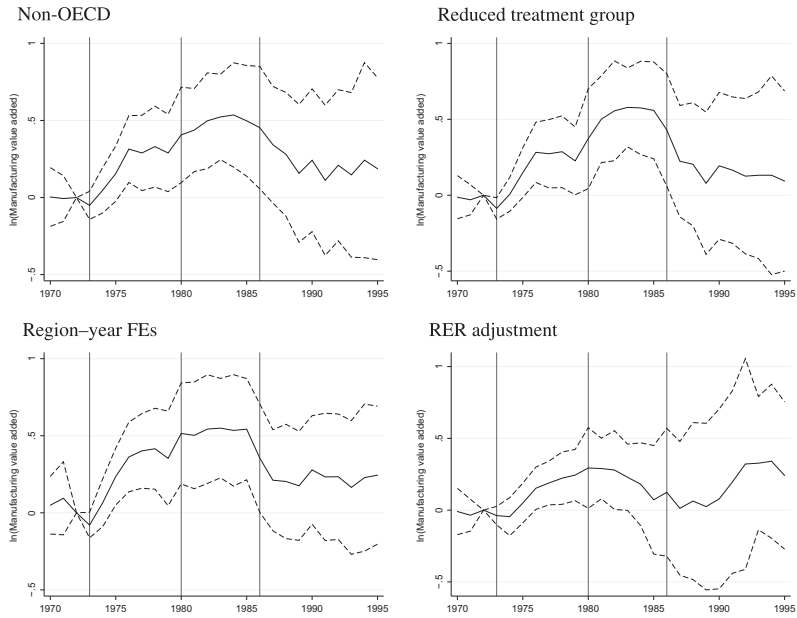 Non-OECD
Reduced treatment group
ln(Manufacturing value added)
1
.5
0
−.5
1970 1975 1980 1985 1990 1995
ln(Manufacturing value added)
1
.5
0
−.5
1970 1975 1980 1985 1990 1995
Region–year FEs
RER adjustment
ln(Manufacturing value added)
1
.5
0
−.5
1970 1975 1980 1985 1990 1995
ln(Manufacturing value added)
1
.5
0
−.5
1970 1975 1980 1985 1990 1995